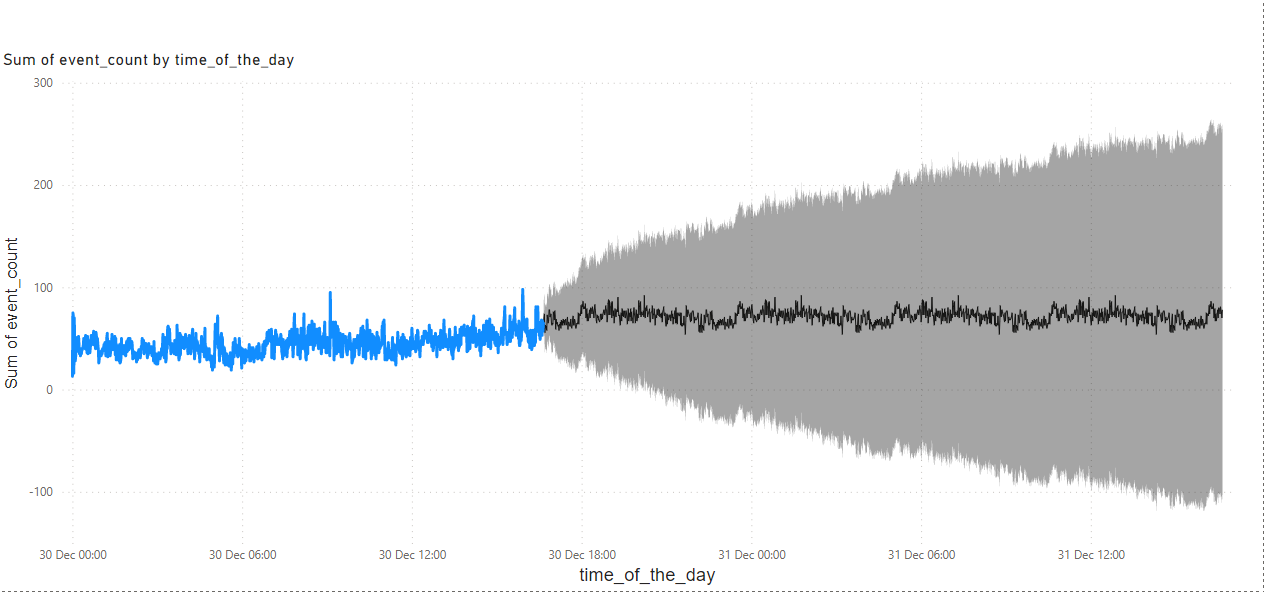 Sum of event_count by time_of_the_day
300
200
100
0
-100
Sum of event_count
30 Dec 00:00 30 Dec 06:00 30 Dec 12:00 30 Dec 18:00 31 Dec 00:00 31 Dec 06:00 31 Dec 12:00
time_of_the_day